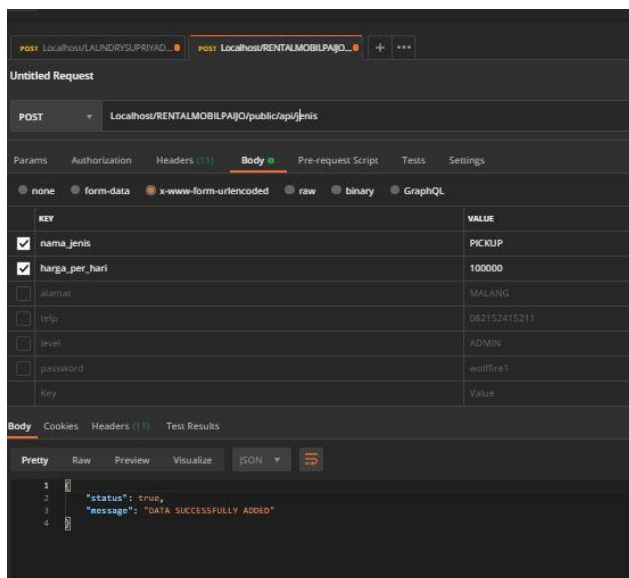 POST Localhost/LAUNDRYSUPRIYAD... POST Localhost/RENTALMOBILPAIJO... + •••
Untitled Request
POST Localhost/RENTALMOBILPAIJO/public/api/jenis
Params Authorization Headers (11) Body Pre-request Script Tests Settings
none form-data x-www-form-urlencoded raw binary GraphQL
KEY VALUE
nama_jenis PICKUP
harga_per_hari 100000
alamat MALANG
telp 082152415211
level ADMIN
password wolffire1
Key Value
Body Cookies Headers (11) Test Results
Pretty Raw Preview Visualize JSON
1 {
2 "status": true,
3 "message": "DATA SUCCESSFULLY ADDED"
4 }